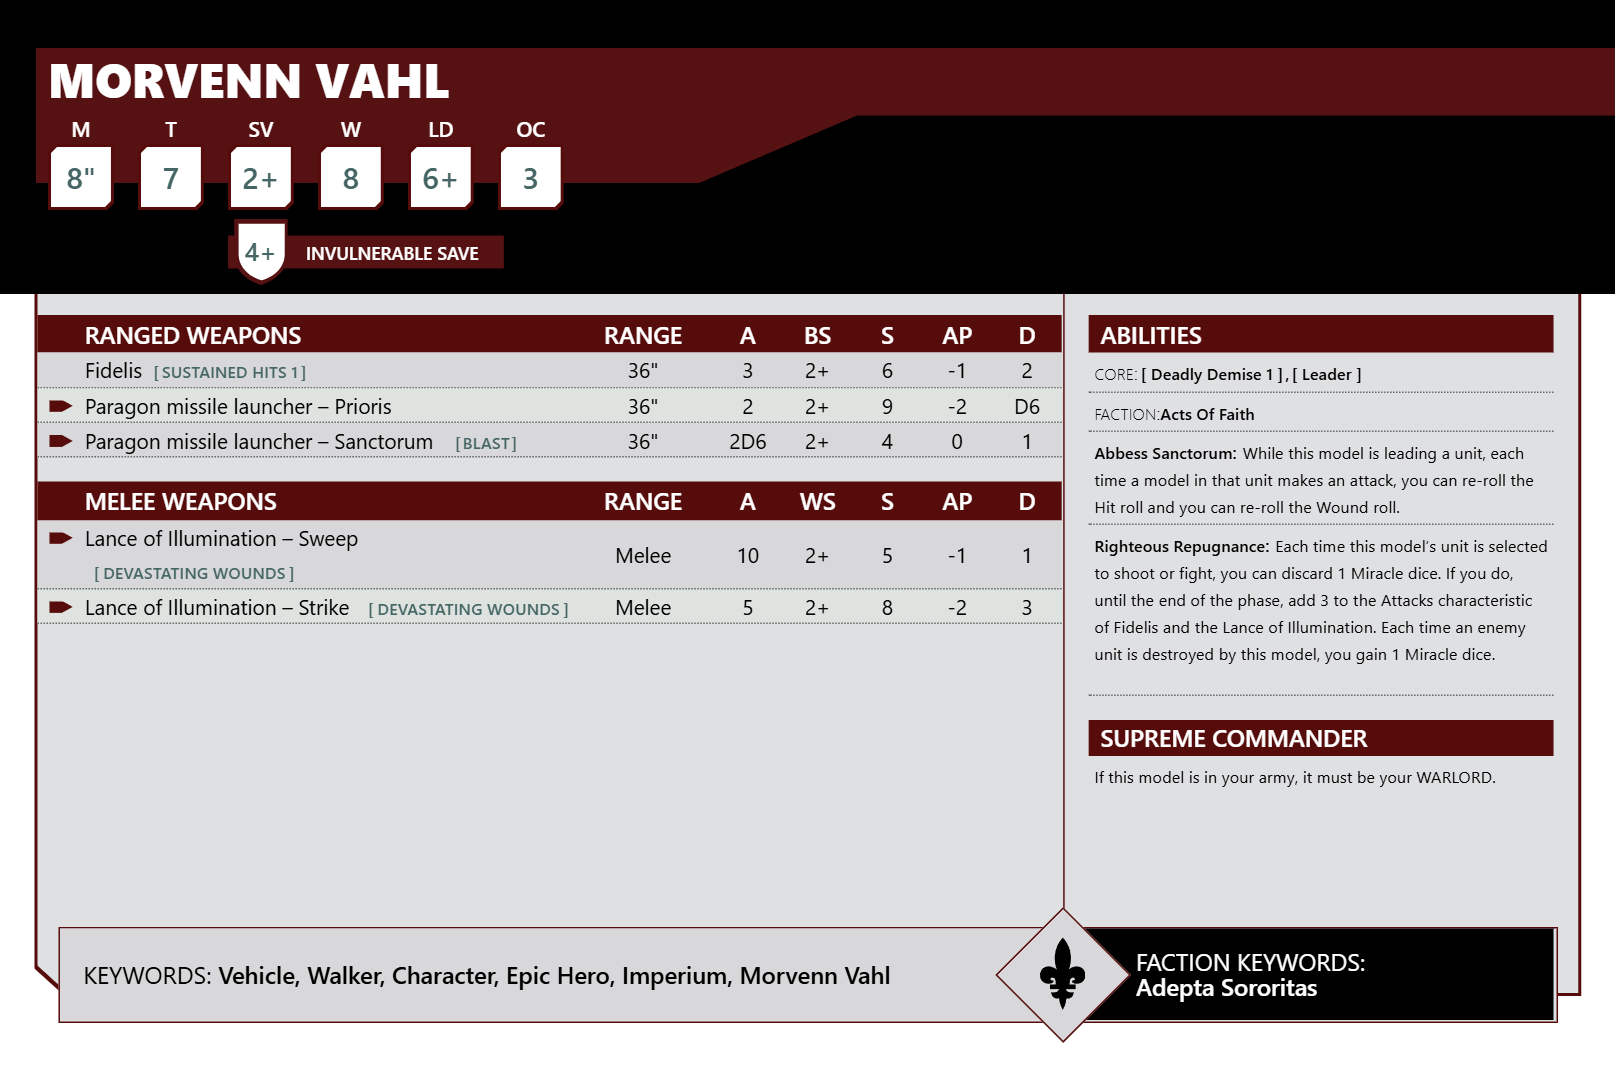 MORVENN VAHL
M T SV W LD OC
8" 7 2+ 8 6+ 3
4+ INVULNERABLE SAVE
RANGED WEAPONS RANGE A BS S AP D
Fidelis [ SUSTAINED HITS 1 ] 36" 3 2+ 6 -1 2
Paragon missile launcher – Prioris 36" 2 2+ 9 -2 D6
Paragon missile launcher – Sanctorum [ BLAST ] 36" 2D6 2+ 4 0 1
MELEE WEAPONS RANGE A WS S AP D
Lance of Illumination – Sweep
[ DEVASTATING WOUNDS ] Melee 10 2+ 5 -1 1
Lance of Illumination – Strike [ DEVASTATING WOUNDS ] Melee 5 2+ 8 -2 3
ABILITIES
CORE: [ Deadly Demise 1 ] , [ Leader ]
FACTION:Acts Of Faith
Abbess Sanctorum: While this model is leading a unit, each
time a model in that unit makes an attack, you can re-roll the
Hit roll and you can re-roll the Wound roll.
Righteous Repugnance: Each time this model’s unit is selected
to shoot or fight, you can discard 1 Miracle dice. If you do,
until the end of the phase, add 3 to the Attacks characteristic
of Fidelis and the Lance of Illumination. Each time an enemy
unit is destroyed by this model, you gain 1 Miracle dice.
SUPREME COMMANDER
If this model is in your army, it must be your WARLORD.
KEYWORDS: Vehicle, Walker, Character, Epic Hero, Imperium, Morvenn Vahl
FACTION KEYWORDS:
Adepta Sororitas